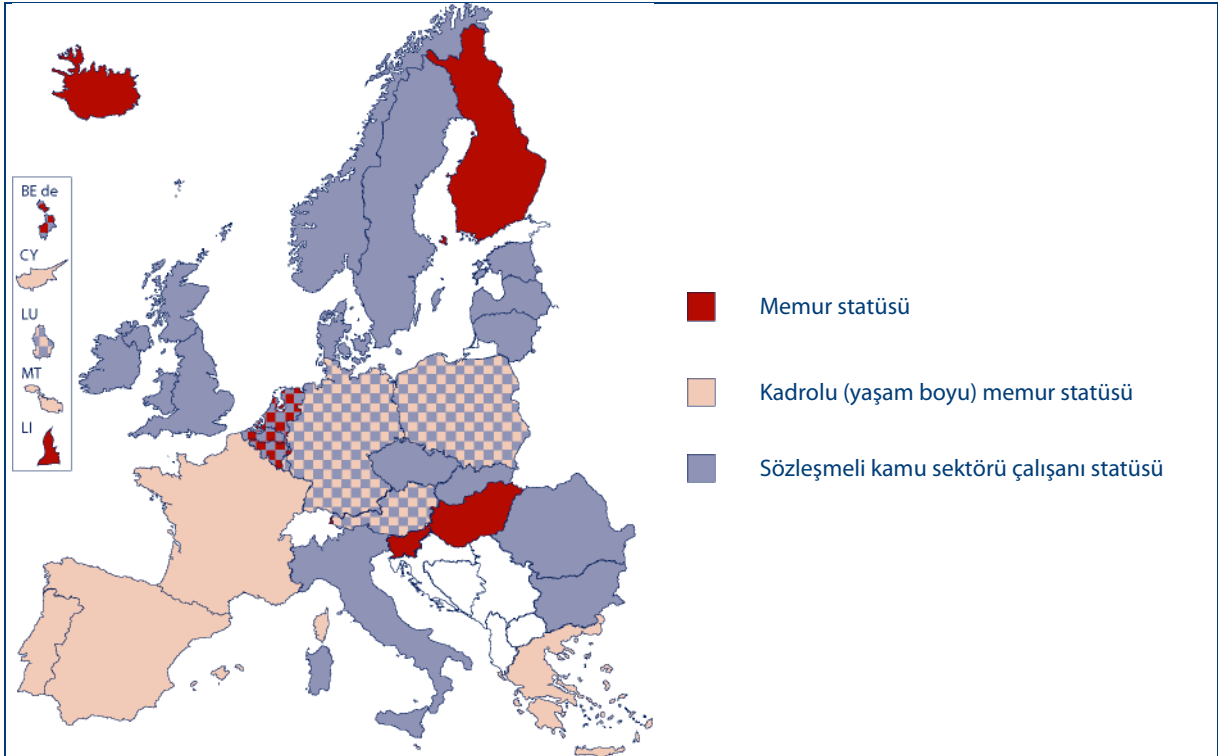 BE de
CY
LU
MT
LI
Memur statüsü
Kadrolu (yaşam boyu) memur statüsü
Sözleşmeli kamu sektörü çalışanı statüsü